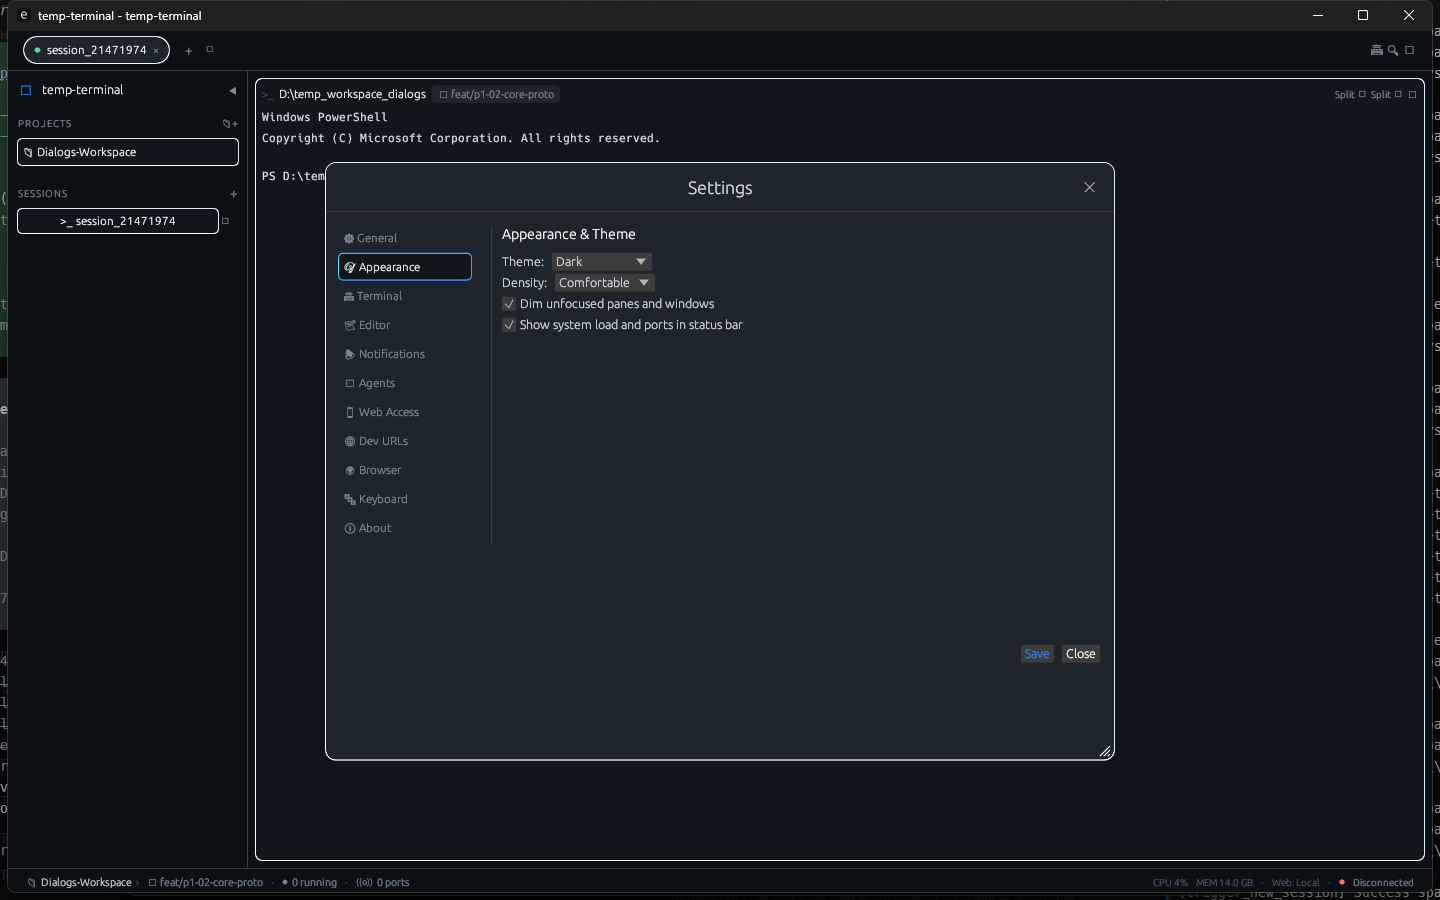 temp-terminal - temp-terminal
session_21471974 ×
temp-terminal
PROJECTS
Dialogs-Workspace
SESSIONS
>_ session_21471974
>_ D:\temp_workspace_dialogs feat/p1-02-core-proto
Split Split
Windows PowerShell
Copyright (C) Microsoft Corporation. All rights reserved.
PS D:\tem
Settings
General
Appearance
Terminal
Editor
Notifications
Agents
Web Access
Dev URLs
Browser
Keyboard
About
Appearance & Theme
Theme: Dark
Density: Comfortable
Dim unfocused panes and windows
Show system load and ports in status bar
Save Close
Dialogs-Workspace › feat/p1-02-core-proto · 0 running · 0 ports
CPU 4% MEM 14.0 GB · Web: Local · Disconnected